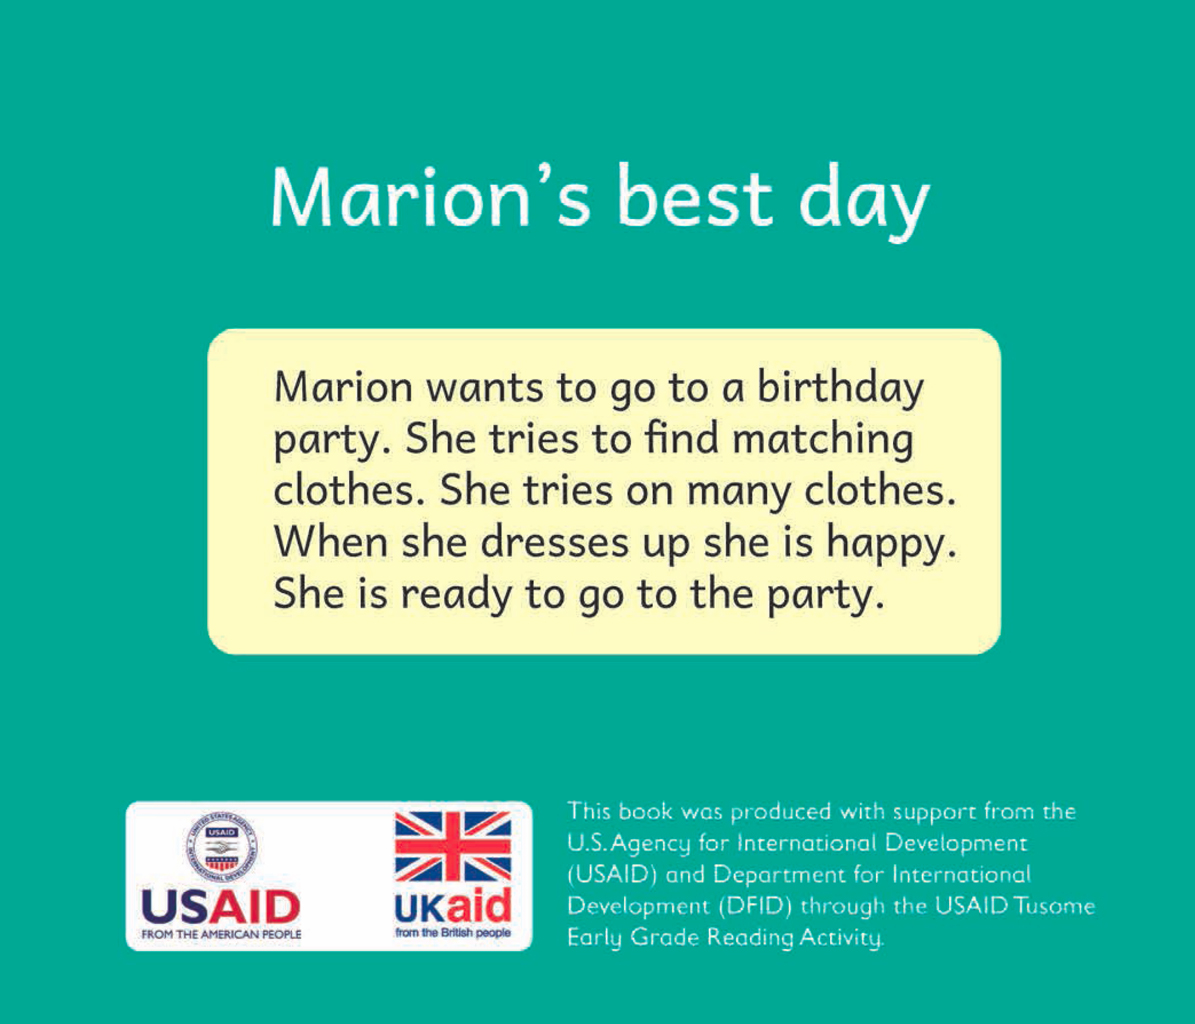 Marion’s best day
Marion wants to go to a birthday
party. She tries to find matching
clothes. She tries on many clothes.
When she dresses up she is happy.
She is ready to go to the party.
UNITED STATES AGENCY
USAID
INTERNATIONAL DEVELOPMENT
USAID
FROM THE AMERICAN PEOPLE
UKaid
from the British people
This book was produced with support from the
U.S.Agency for International Development
(USAID) and Department for International
Development (DFID) through the USAID Tusome
Early Grade Reading Activity.